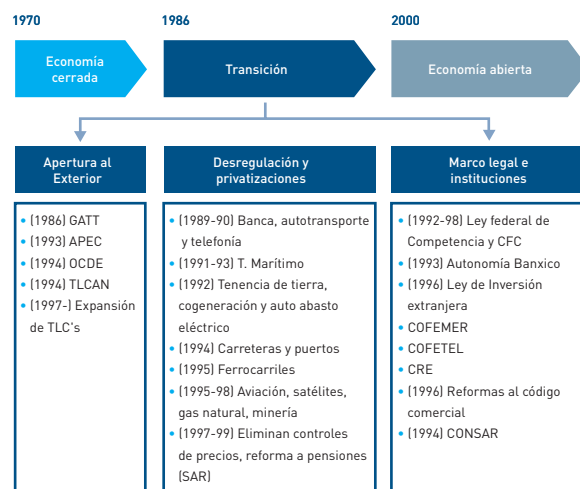 1970
1986
2000
Economía
cerrada
Transición
Economía abierta
Apertura al
Exterior
• (1986) GATT
• (1993) APEC
• (1994) OCDE
• (1994) TLCAN
• (1997-) Expansión
de TLC's
Desregulación y
privatizaciones
• (1989-90) Banca, autotransporte
y telefonía
• (1991-93) T. Marítimo
• (1992) Tenencia de tierra,
cogeneración y auto abasto
eléctrico
• (1994) Carreteras y puertos
• (1995) Ferrocarriles
• (1995-98) Aviación, satélites,
gas natural, minería
• (1997-99) Eliminan controles
de precios, reforma a pensiones
(SAR)
Marco legal e
instituciones
• (1992-98) Ley federal de
Competencia y CFC
• (1993) Autonomía Banxico
• (1996) Ley de Inversión
extranjera
• COFEMER
• COFETEL
• CRE
• (1996) Reformas al código
comercial
• (1994) CONSAR